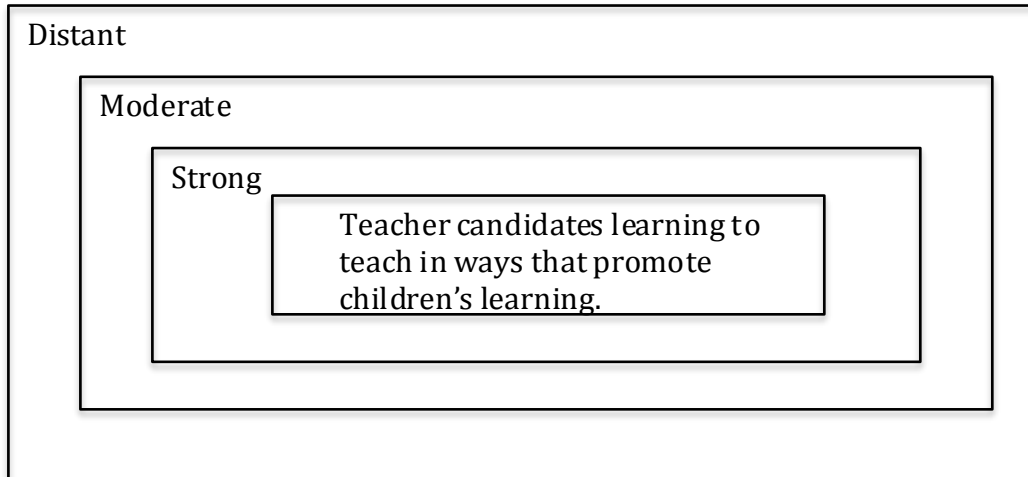 Distant
Moderate
Strong
Teacher candidates learning to
teach in ways that promote
children’s learning.